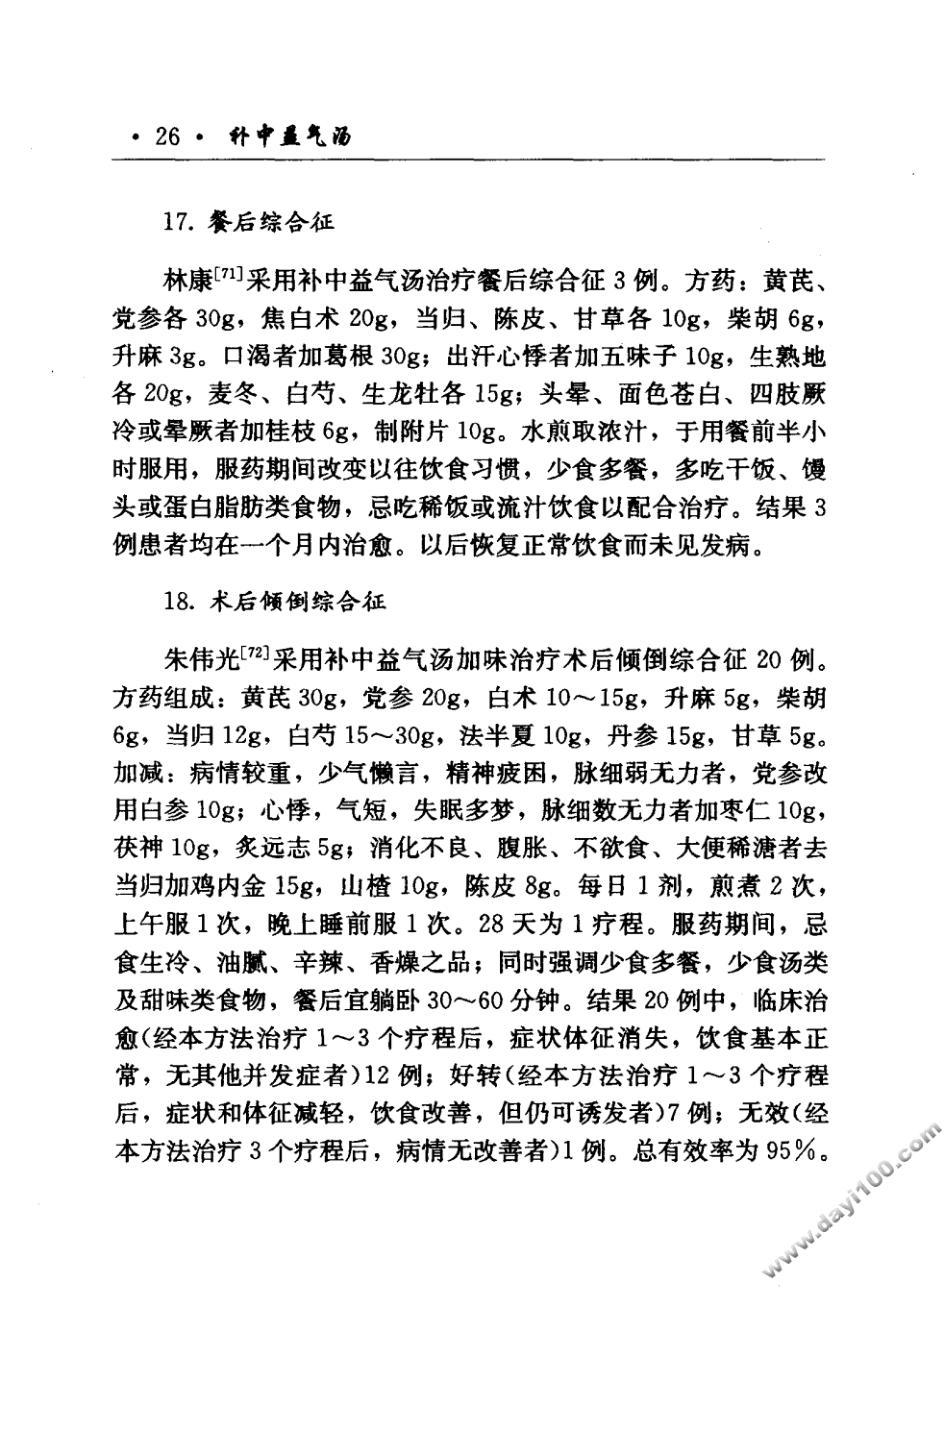 · 26 · 补中益气汤
17. 餐后综合征
林康[71]采用补中益气汤治疗餐后综合征 3 例。方药：黄芪、
党参各 30g，焦白术 20g，当归、陈皮、甘草各 10g，柴胡 6g，
升麻 3g。口渴者加葛根 30g；出汗心悸者加五味子 10g，生熟地
各 20g，麦冬、白芍、生龙牡各 15g；头晕、面色苍白、四肢厥
冷或晕厥者加桂枝 6g，制附片 10g。水煎取浓汁，于用餐前半小
时服用，服药期间改变以往饮食习惯，少食多餐，多吃干饭、馒
头或蛋白脂肪类食物，忌吃稀饭或流汁饮食以配合治疗。结果 3
例患者均在一个月内治愈。以后恢复正常饮食而未见发病。
18. 术后倾倒综合征
朱伟光[72]采用补中益气汤加味治疗术后倾倒综合征 20 例。
方药组成：黄芪 30g，党参 20g，白术 10～15g，升麻 5g，柴胡
6g，当归 12g，白芍 15～30g，法半夏 10g，丹参 15g，甘草 5g。
加减：病情较重，少气懒言，精神疲困，脉细弱无力者，党参改
用白参 10g；心悸，气短，失眠多梦，脉细数无力者加枣仁 10g，
茯神 10g，炙远志 5g；消化不良、腹胀、不欲食、大便稀溏者去
当归加鸡内金 15g，山楂 10g，陈皮 8g。每日 1 剂，煎煮 2 次，
上午服 1 次，晚上睡前服 1 次。28 天为 1 疗程。服药期间，忌
食生冷、油腻、辛辣、香燥之品；同时强调少食多餐，少食汤类
及甜味类食物，餐后宜躺卧 30～60 分钟。结果 20 例中，临床治
愈(经本方法治疗 1～3 个疗程后，症状体征消失，饮食基本正
常，无其他并发症者)12 例；好转(经本方法治疗 1～3 个疗程
后，症状和体征减轻，饮食改善，但仍可诱发者)7 例；无效(经
本方法治疗 3 个疗程后，病情无改善者)1 例。总有效率为 95%。
www.dayi100.com